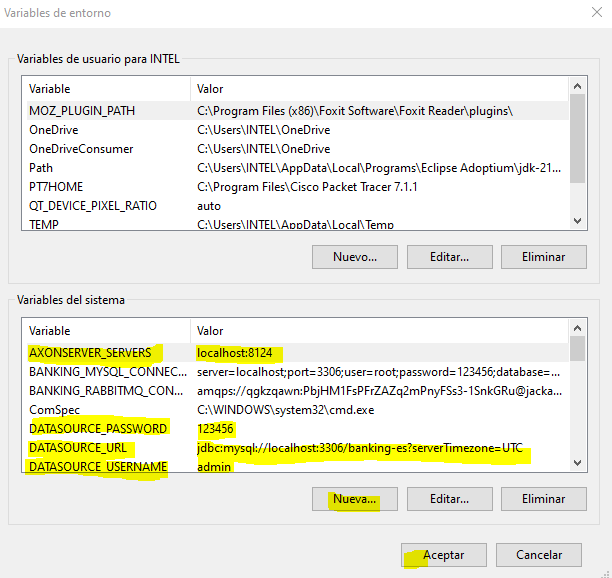 Variables de entorno
Variables de usuario para INTEL
Variable Valor
MOZ_PLUGIN_PATH C:\Program Files (x86)\Foxit Software\Foxit Reader\plugins\
OneDrive C:\Users\INTEL\OneDrive
OneDriveConsumer C:\Users\INTEL\OneDrive
Path C:\Users\INTEL\AppData\Local\Programs\Eclipse Adoptium\jdk-21...
PT7HOME C:\Program Files\Cisco Packet Tracer 7.1.1
QT_DEVICE_PIXEL_RATIO auto
TEMP C:\Users\INTEL\AppData\Local\Temp
Nuevo... Editar... Eliminar
Variables del sistema
Variable Valor
AXONSERVER_SERVERS localhost:8124
BANKING_MYSQL_CONNEC... server=localhost;port=3306;user=root;password=123456;database=...
BANKING_RABBITMQ_CONN... amqps://qgkzqawn:PbjHM1FsPFrZAZq2mPnyFSs3-1SnkGRu@jacka...
ComSpec C:\WINDOWS\system32\cmd.exe
DATASOURCE_PASSWORD 123456
DATASOURCE_URL jdbc:mysql://localhost:3306/banking-es?serverTimezone=UTC
DATASOURCE_USERNAME admin
Nueva... Editar... Eliminar
Aceptar Cancelar